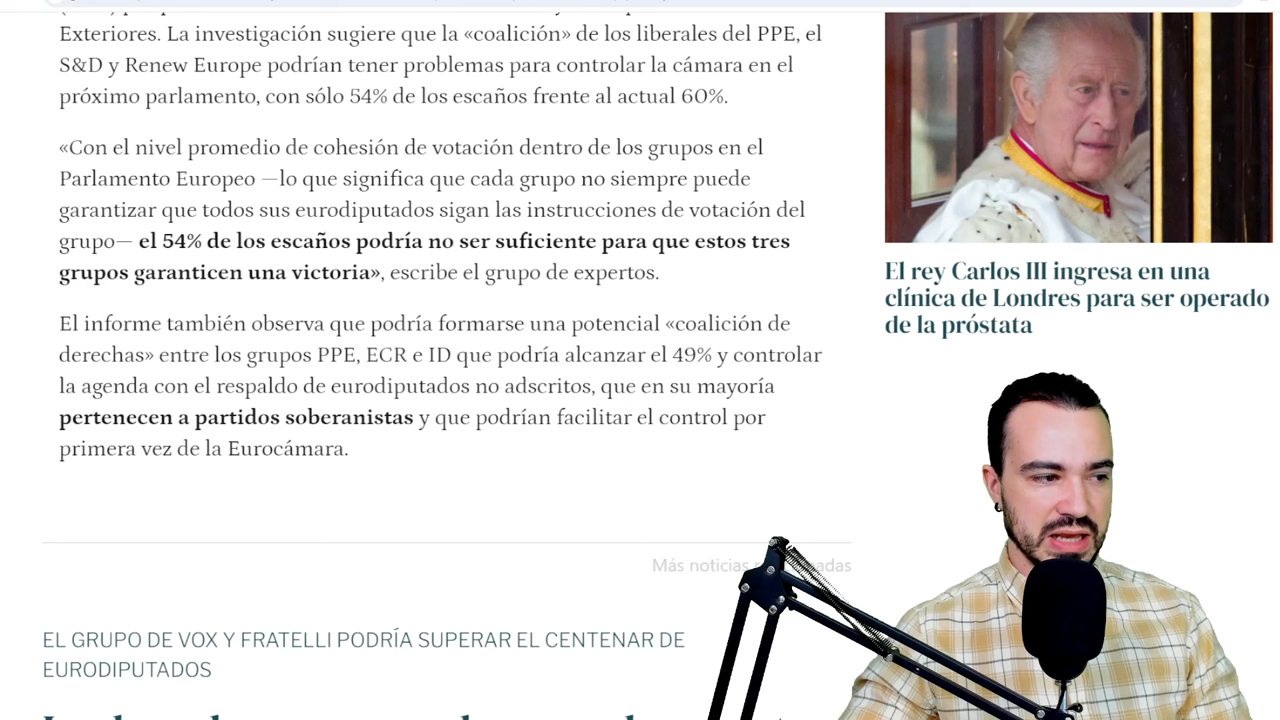 Exteriores. La investigación sugiere que la «coalición» de los liberales del PPE, el
S&D y Renew Europe podrían tener problemas para controlar la cámara en el
próximo parlamento, con sólo 54% de los escaños frente al actual 60%.
«Con el nivel promedio de cohesión de votación dentro de los grupos en el
Parlamento Europeo —lo que significa que cada grupo no siempre puede
garantizar que todos sus eurodiputados sigan las instrucciones de votación del
grupo— el 54% de los escaños podría no ser suficiente para que estos tres
grupos garanticen una victoria», escribe el grupo de expertos.
El informe también observa que podría formarse una potencial «coalición de
derechas» entre los grupos PPE, ECR e ID que podría alcanzar el 49% y controlar
la agenda con el respaldo de eurodiputados no adscritos, que en su mayoría
pertenecen a partidos soberanistas y que podrían facilitar el control por
primera vez de la Eurocámara.
Más noticias
EL GRUPO DE VOX Y FRATELLI PODRÍA SUPERAR EL CENTENAR DE
EURODIPUTADOS
El rey Carlos III ingresa en una
clínica de Londres para ser operado
de la próstata